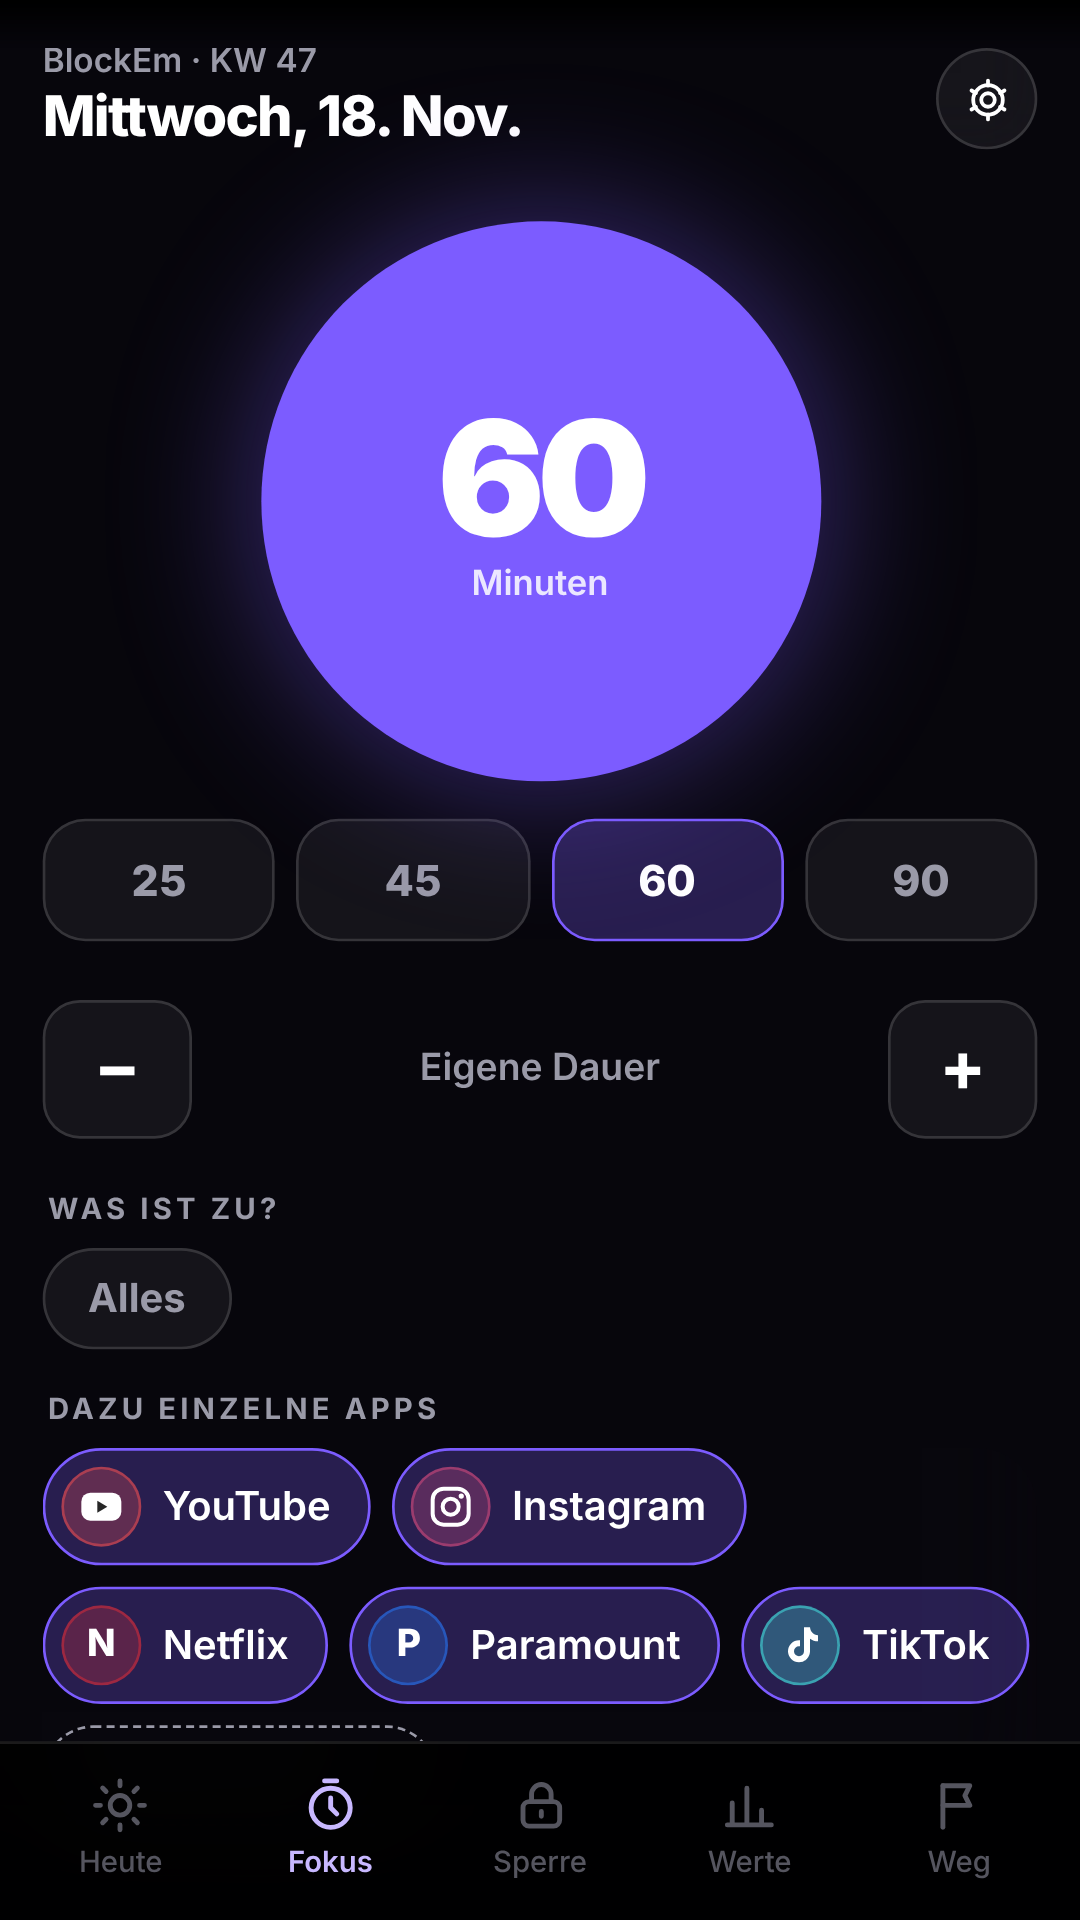 BlockEm · KW 47
Mittwoch, 18. Nov.
60
Minuten
25 45 60 90
− Eigene Dauer +
WAS IST ZU?
Alles
DAZU EINZELNE APPS
YouTube Instagram
N Netflix P Paramount TikTok
Heute Fokus Sperre Werte Weg